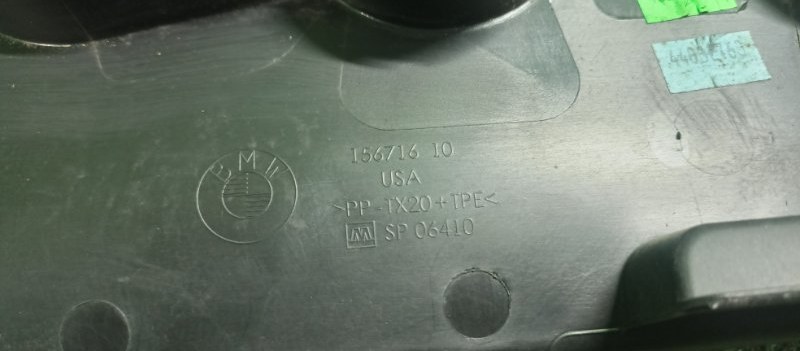 BMW
156716 10
USA
>PP-TX20+TPE<
M SP 06410